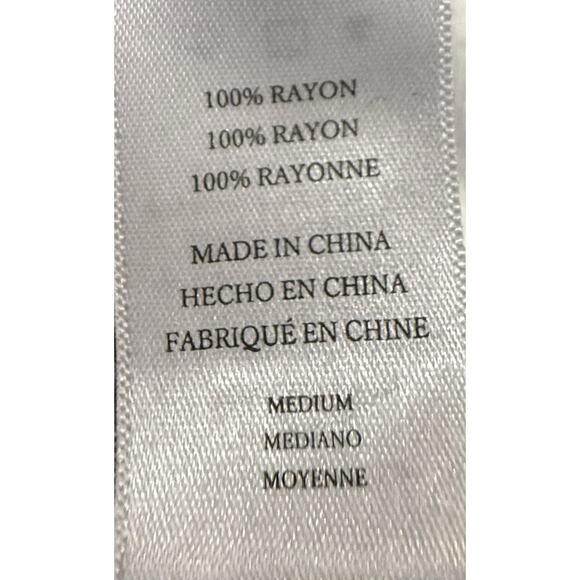 100% RAYON
100% RAYON
100% RAYONNE
MADE IN CHINA
HECHO EN CHINA
FABRIQUÉ EN CHINE
MEDIUM
MEDIANO
MOYENNE